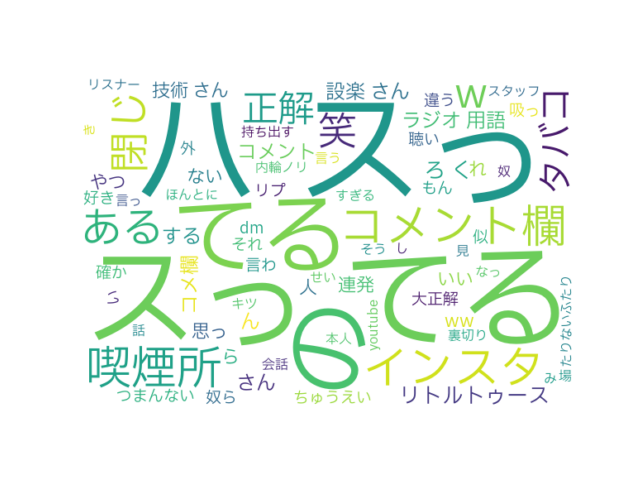 リスナー
技術 さん
設楽 さん
w
スタッフ
コ
タバコ
ハスっ
正解
笑
違う
吸っ
ラジオ 用語
閉じ
き
外
持ち出す
コメント
言う
聴い
内輪ノリ
ない
やつ
ほんとに
リプ
すぎる
もん
ろ
く
れ
奴
好き
言っ
ある
てる
コメント欄
dm
する
それ
似
そう
し
見
スってる
確か
い
コメ欄
言わ
人
せい
連発
いい
なっ
キツ
ん
大正解
ww
裏切り
youtube
話
思っ
の
本人
喫煙所
ら
会話
さん
インスタ
み
場
たりないふたり
つまんない
奴ら
ちゅうえい
リトルトゥース